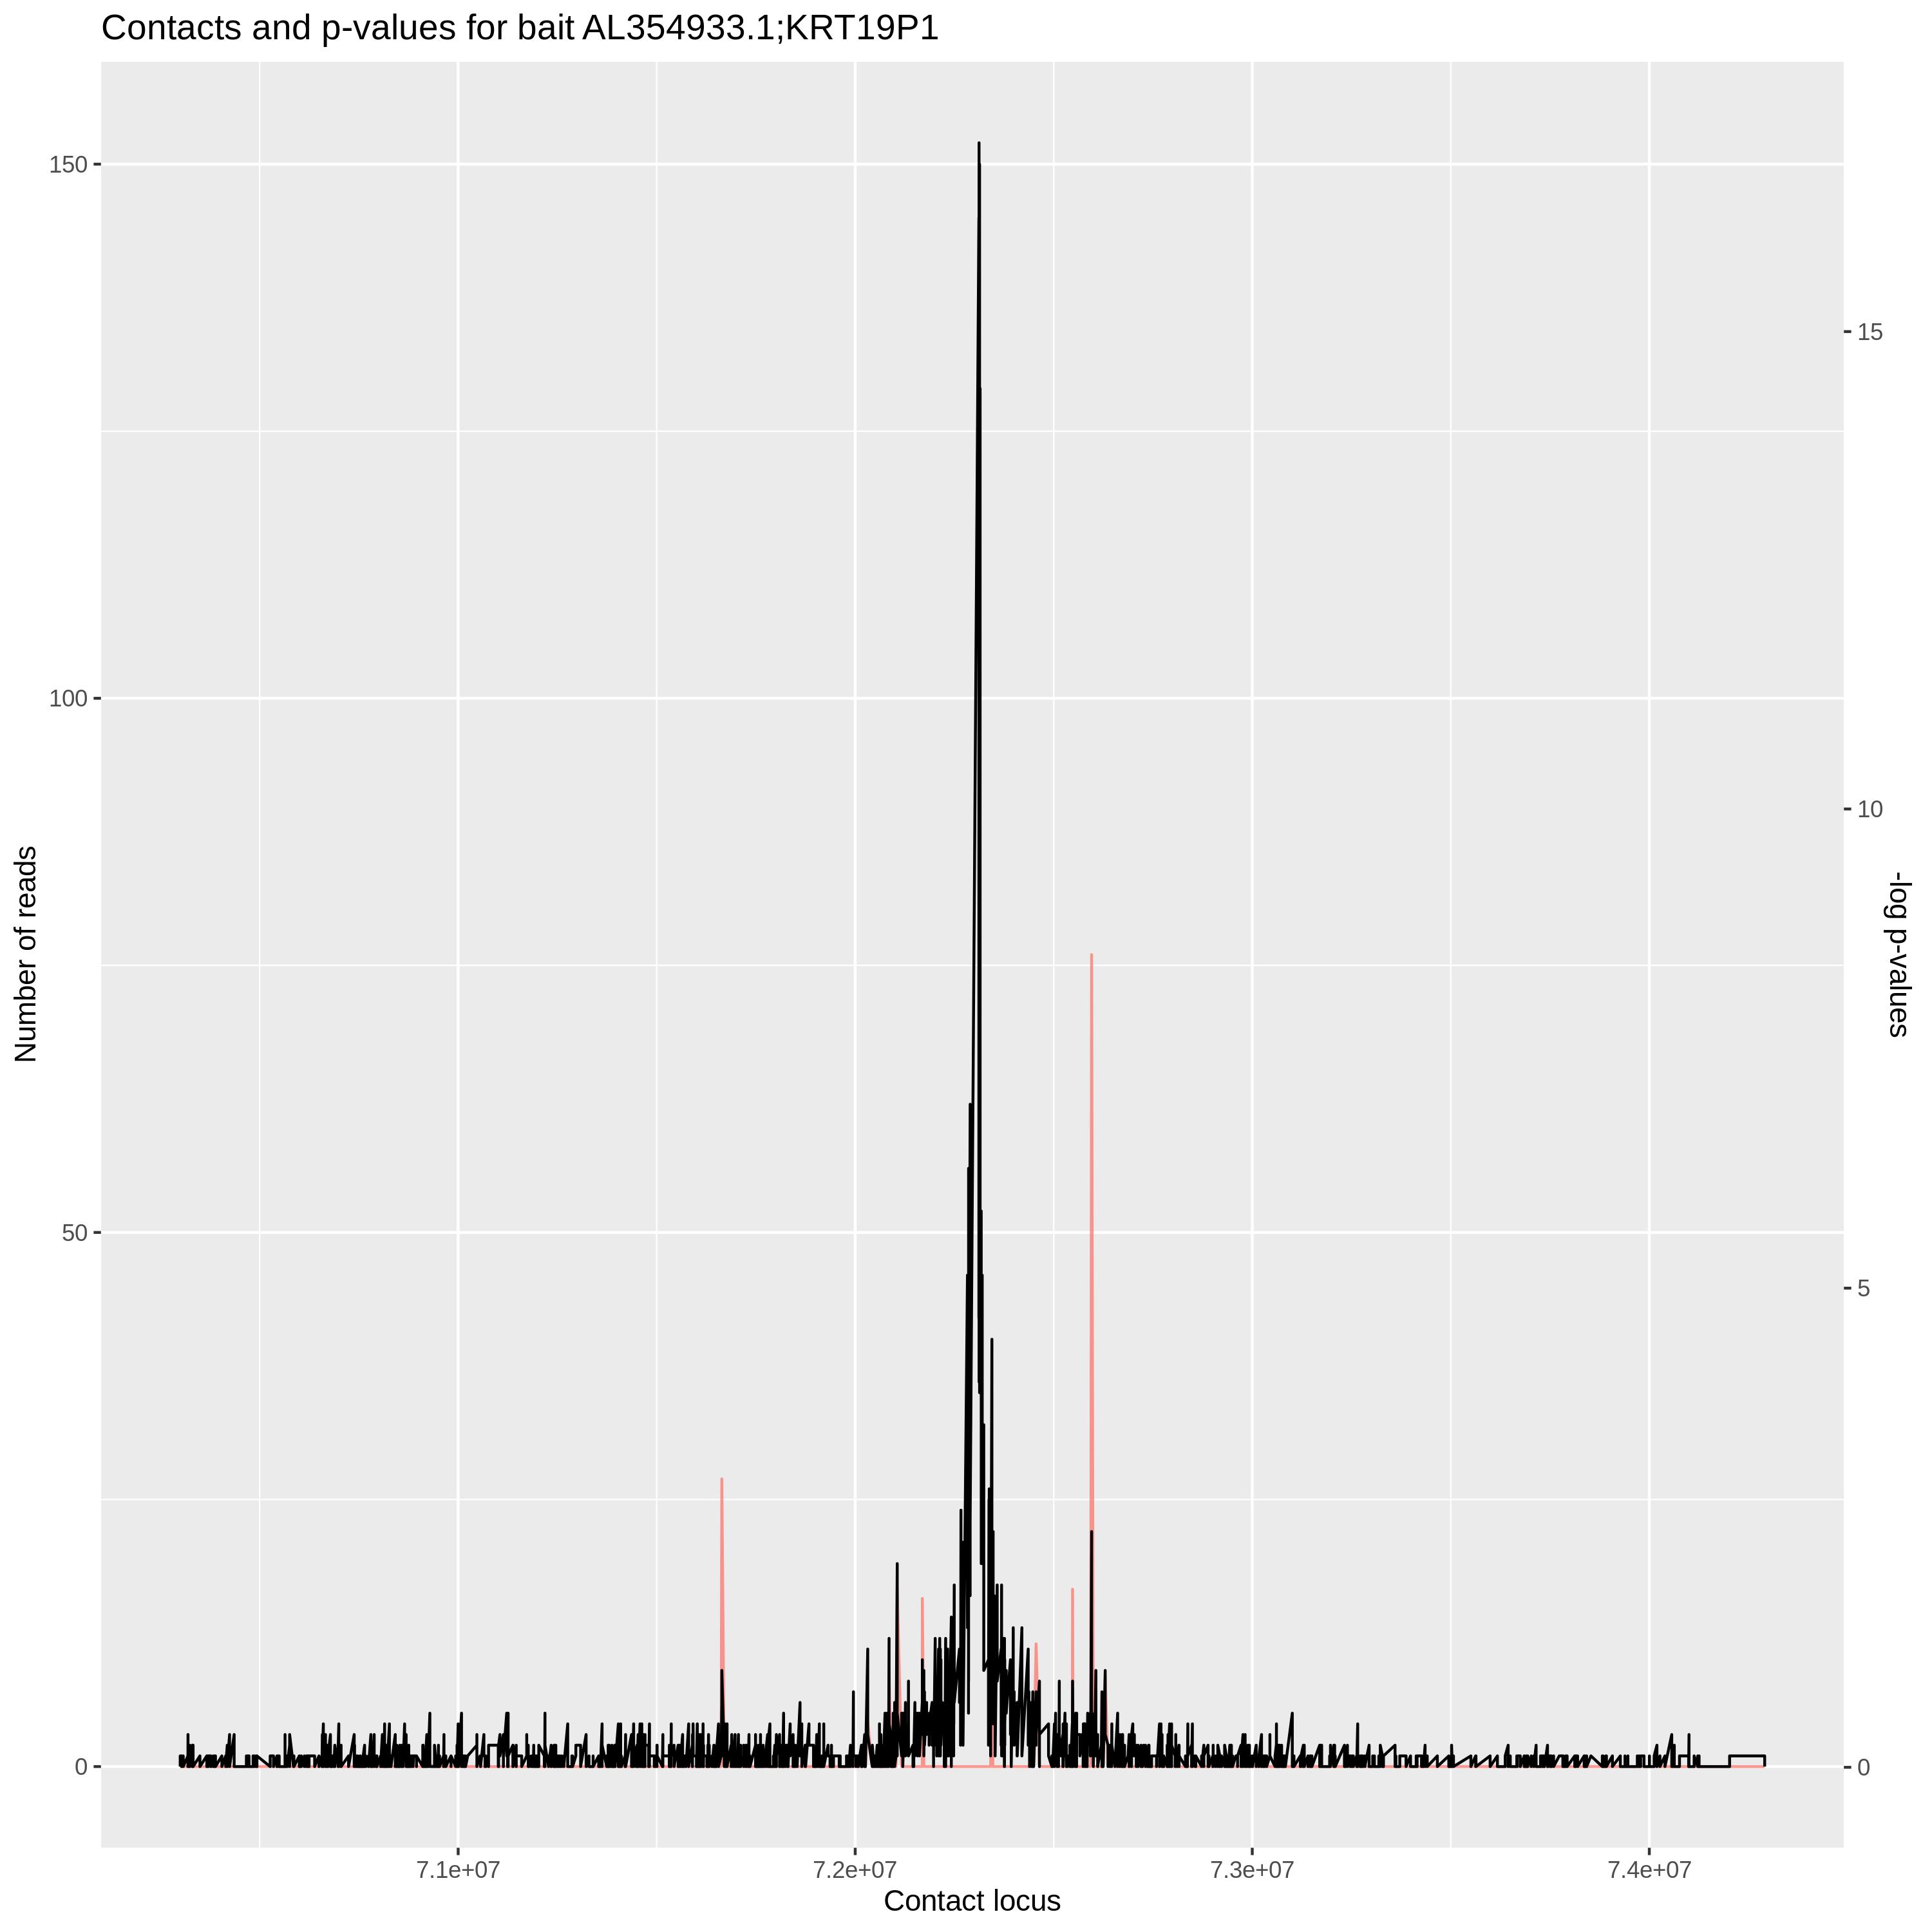 Contacts and p-values for bait AL354933.1;KRT19P1
150
100
50
0
Number of reads
15
10
5
0
-log p-values
7.1e+07
7.2e+07
7.3e+07
7.4e+07
Contact locus